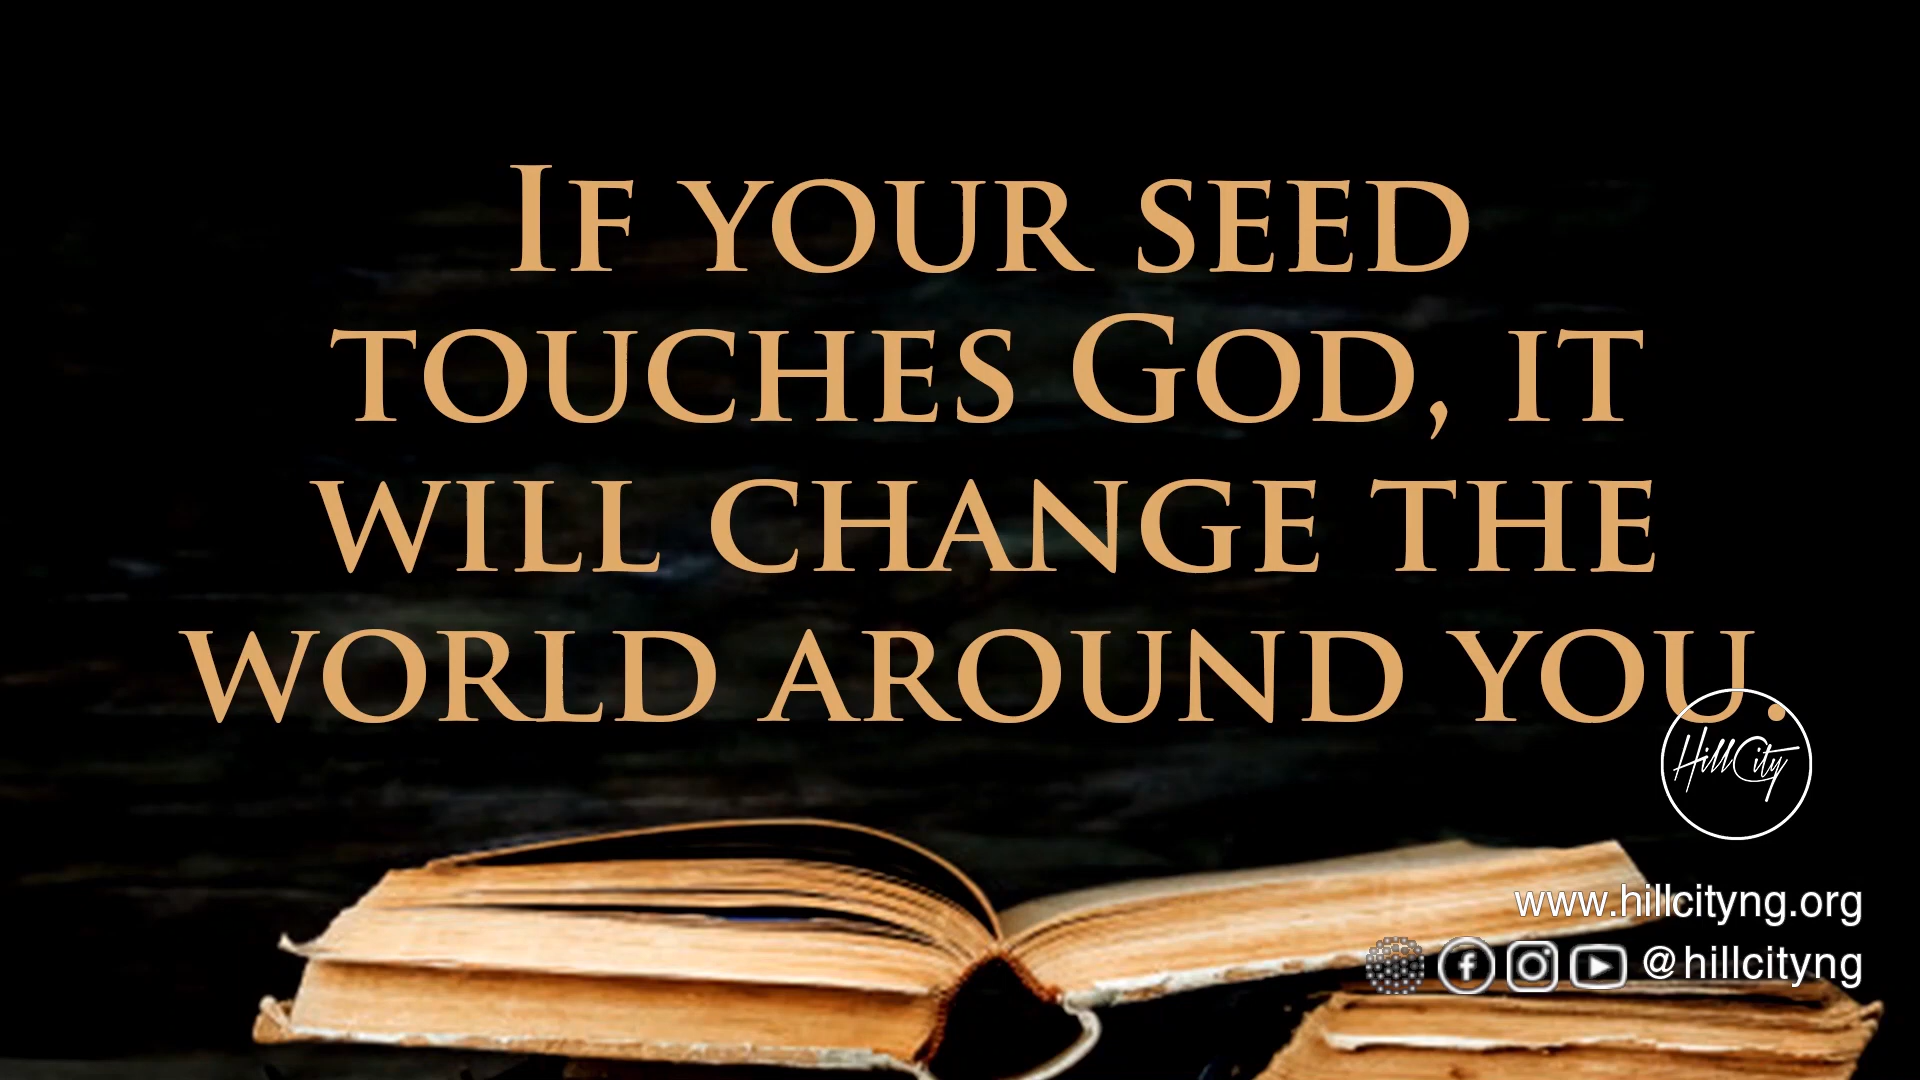 If your seed
touches God, it
will change the
world around you.
HillCity
www.hillcityng.org
@hillcityng